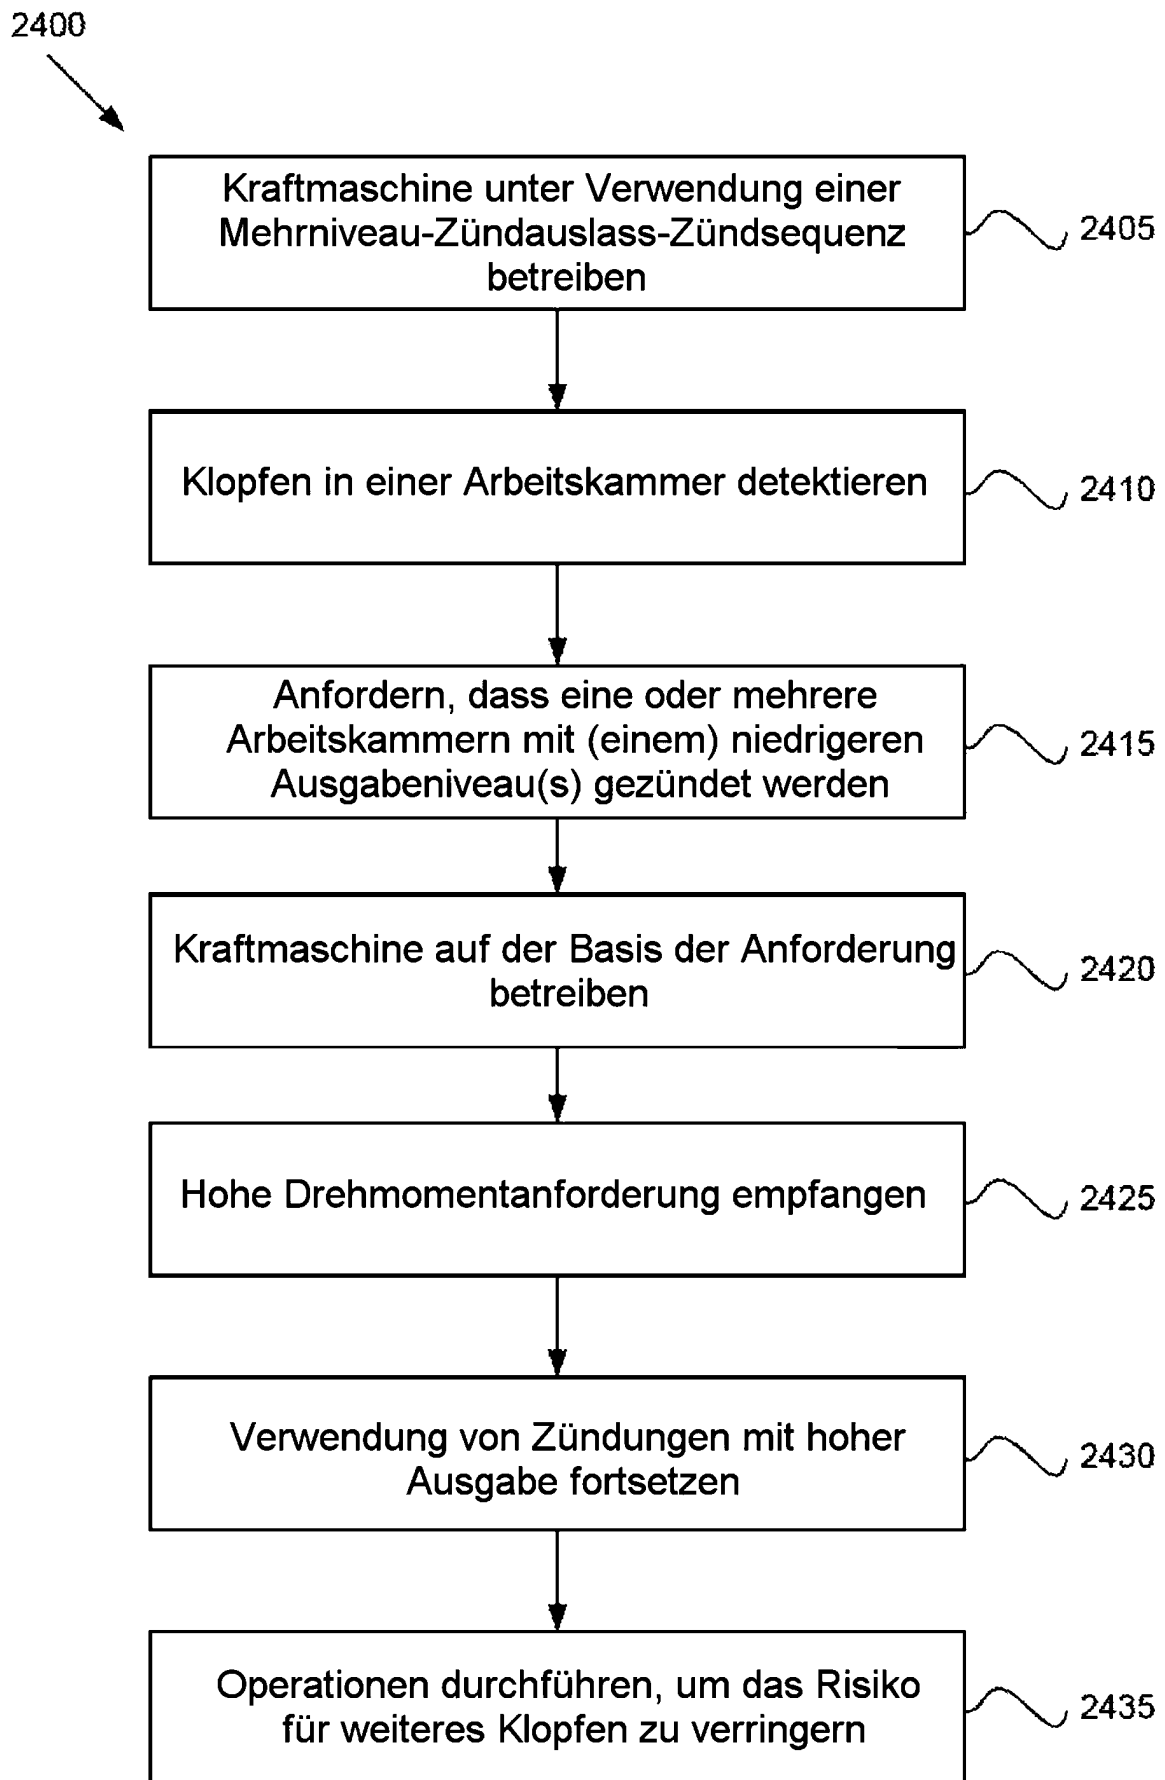 2400
Kraftmaschine unter Verwendung einer
Mehrniveau-Zündauslass-Zündsequenz
betreiben
2405
Klopfen in einer Arbeitskammer detektieren
2410
Anfordern, dass eine oder mehrere
Arbeitskammern mit (einem) niedrigeren
Ausgabeniveau(s) gezündet werden
2415
Kraftmaschine auf der Basis der Anforderung
betreiben
2420
Hohe Drehmomentanforderung empfangen
2425
Verwendung von Zündungen mit hoher
Ausgabe fortsetzen
2430
Operationen durchführen, um das Risiko
für weiteres Klopfen zu verringern
2435